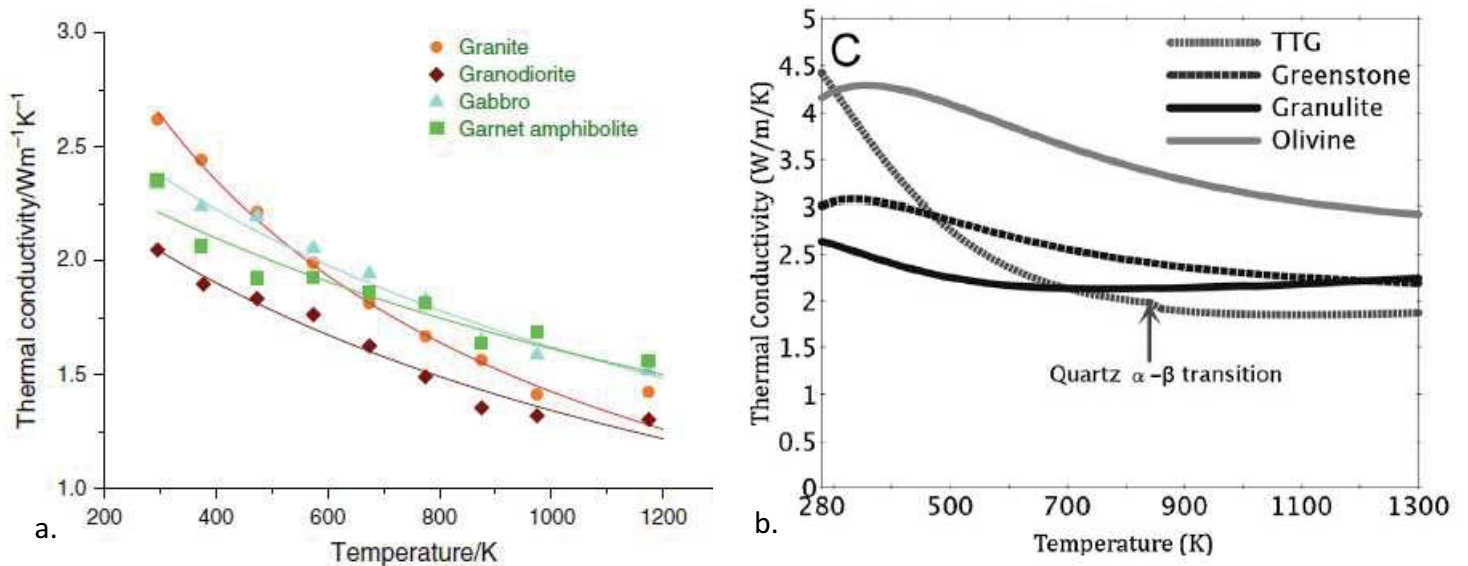 3.0
2.5
2.0
1.5
1.0
Thermal conductivity/Wm⁻¹K⁻¹
Granite
Granodiorite
Gabbro
Garnet amphibolite
200 400 600 800 1000 1200
Temperature/K
a.
5
4.5
4
3.5
3
2.5
2
1.5
1
0.5
0
Thermal Conductivity (W/m/K)
C
TTG
Greenstone
Granulite
Olivine
Quartz α-β transition
280 500 700 900 1100 1300
Temperature (K)
b.